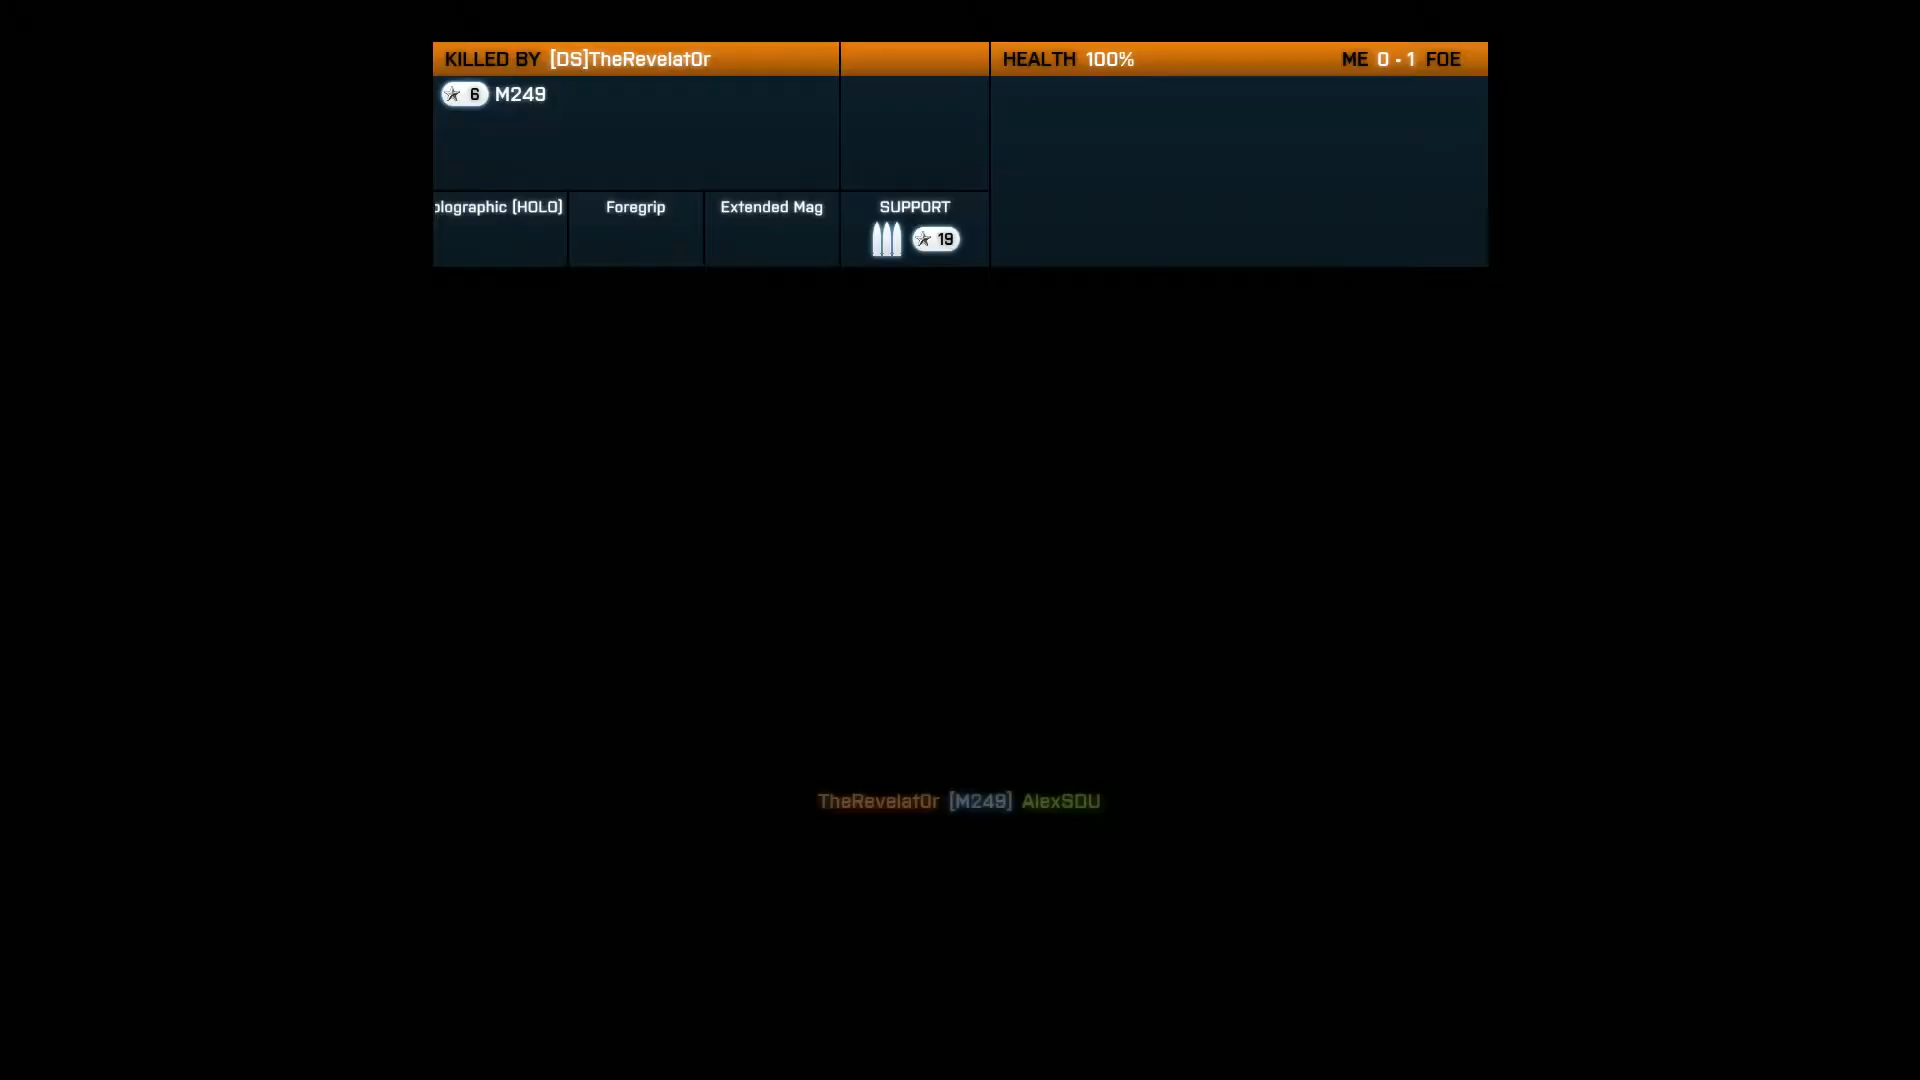 KILLED BY [DS]TheRevelat0r
HEALTH 100%
ME 0 - 1 FOE
6 M249
olographic [HOLO]
Foregrip
Extended Mag
SUPPORT
19
TheRevelat0r [M249] AlexSDU